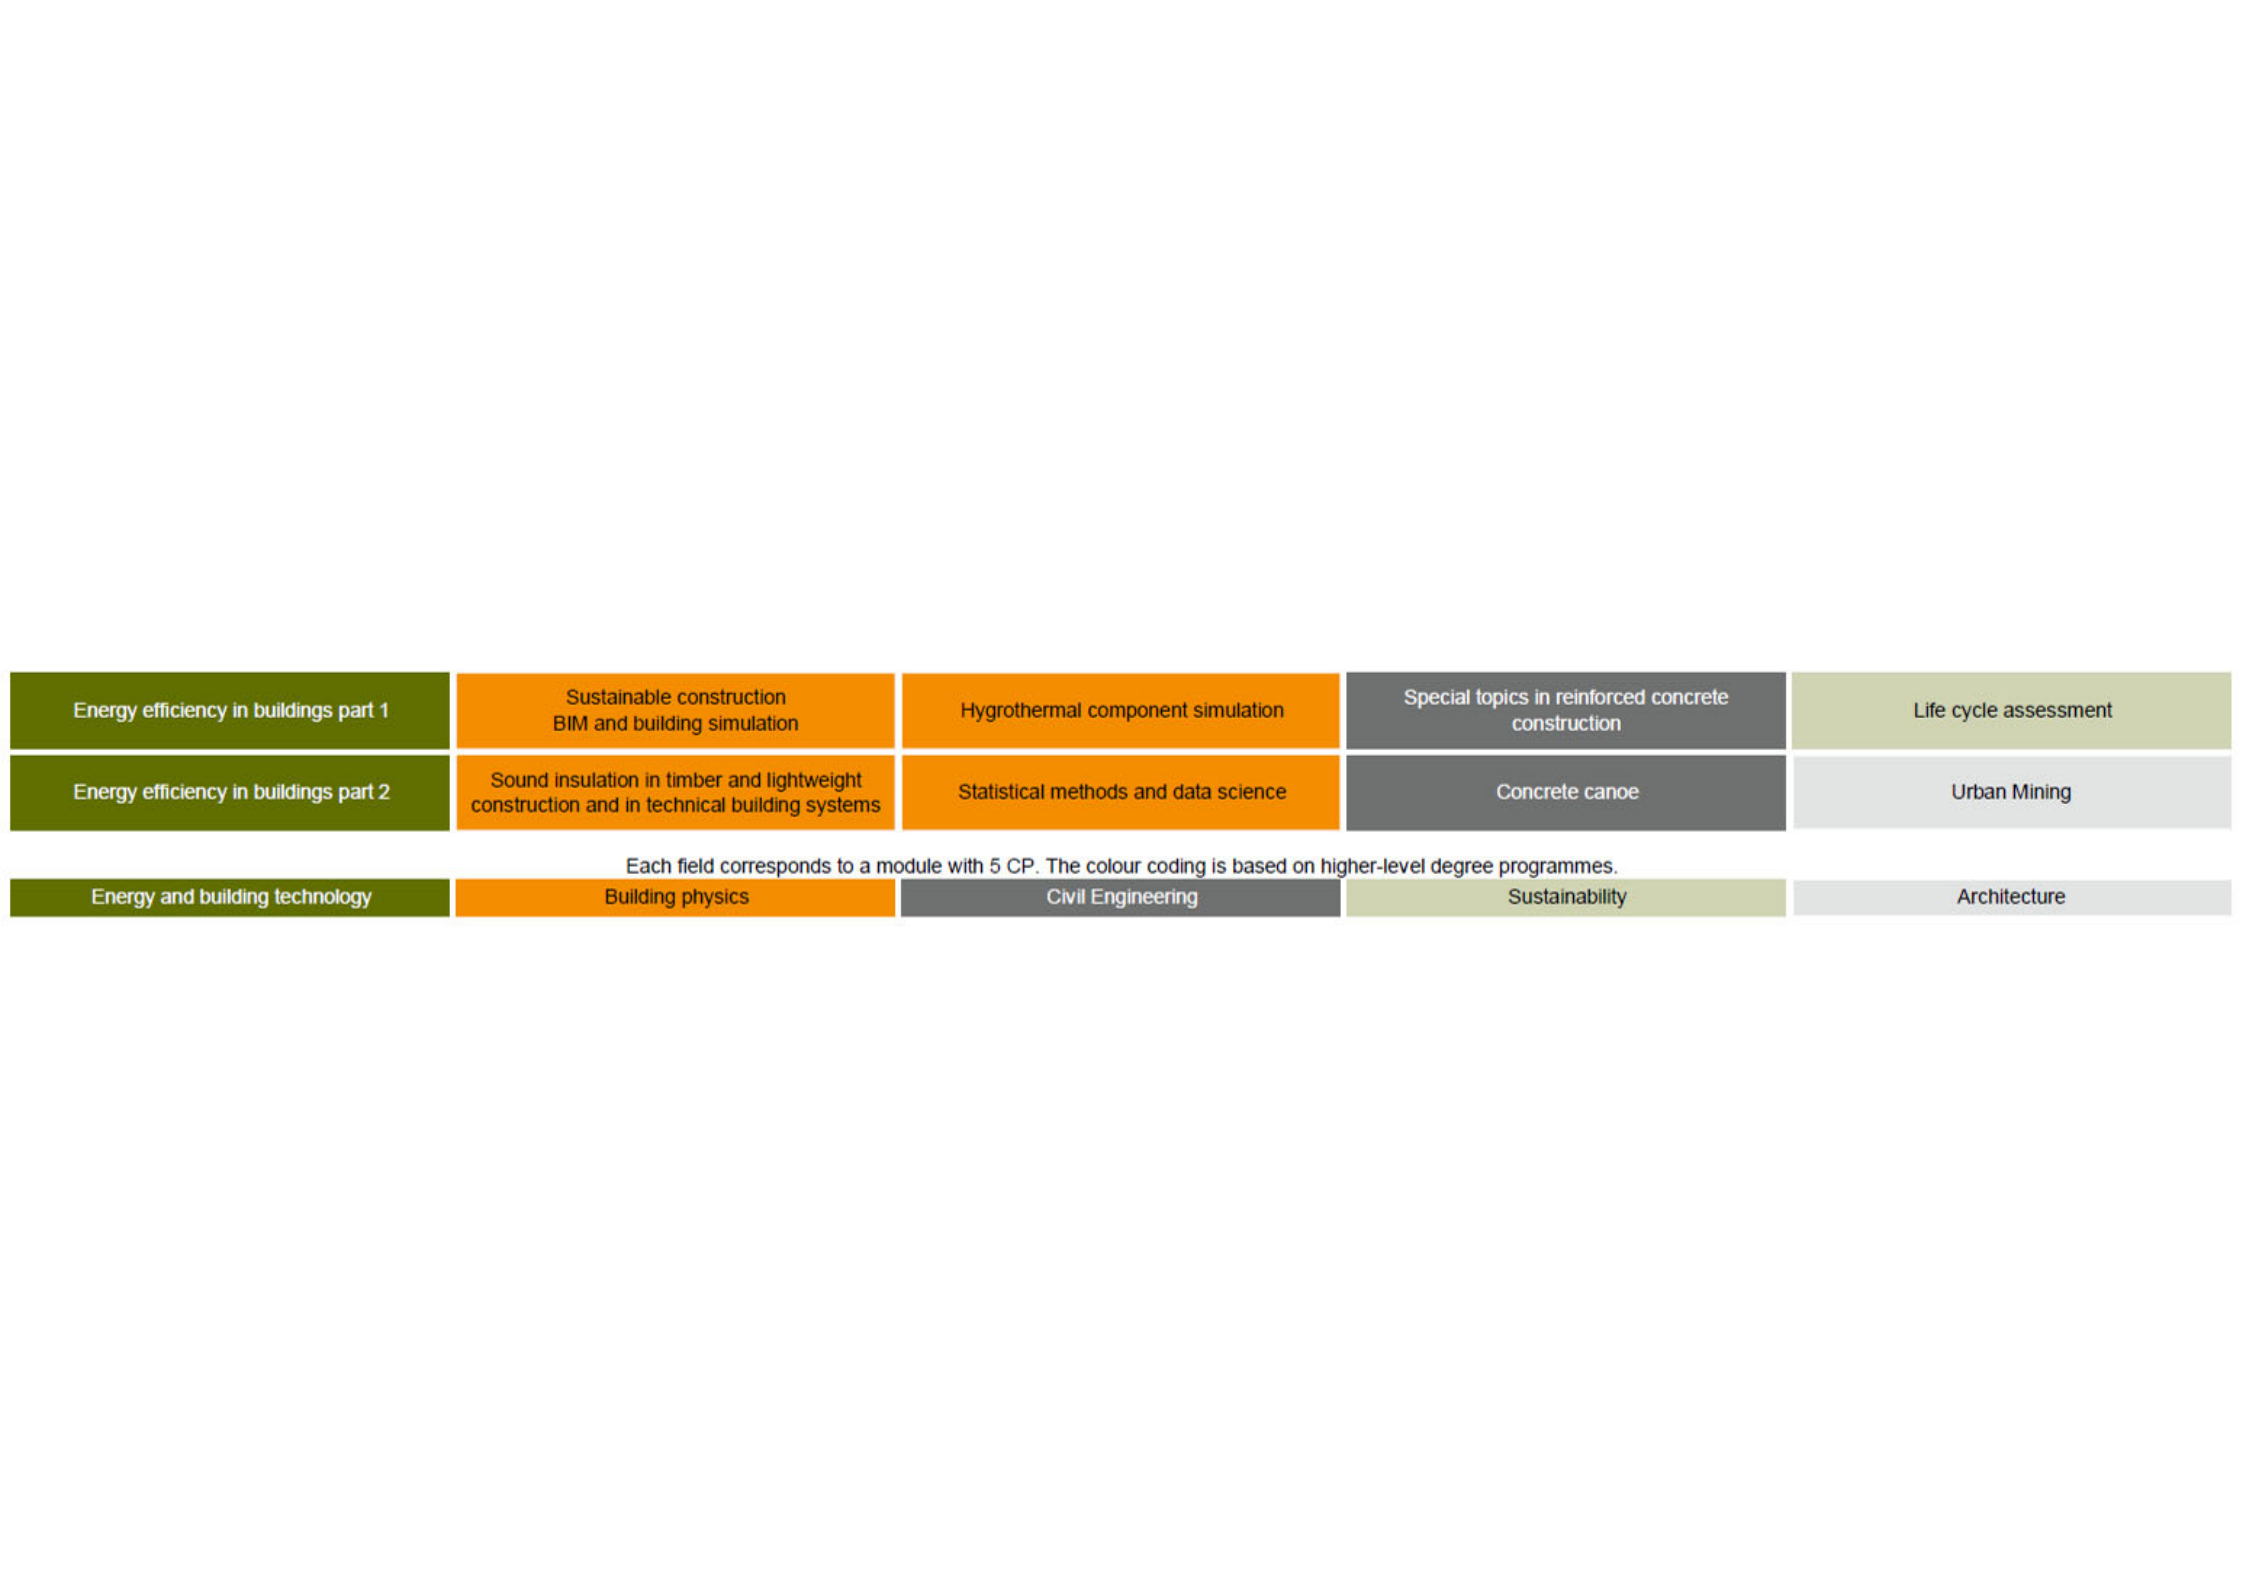 Energy efficiency in buildings part 1
Sustainable construction
BIM and building simulation
Hygrothermal component simulation
Special topics in reinforced concrete
construction
Life cycle assessment
Energy efficiency in buildings part 2
Sound insulation in timber and lightweight
construction and in technical building systems
Statistical methods and data science
Concrete canoe
Urban Mining
Each field corresponds to a module with 5 CP. The colour coding is based on higher-level degree programmes.
Energy and building technology
Building physics
Civil Engineering
Sustainability
Architecture